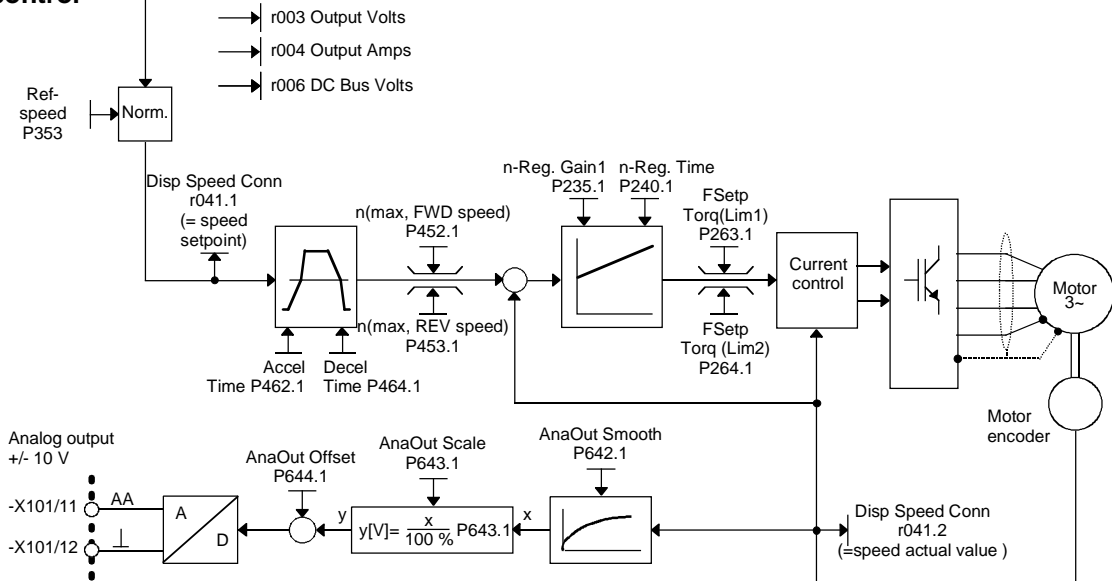 control
r003 Output Volts
r004 Output Amps
r006 DC Bus Volts
Ref-
speed
P353
Norm.
Disp Speed Conn
r041.1
(= speed
setpoint)
n(max, FWD speed)
P452.1
n(max, REV speed)
P453.1
Accel
Time P462.1
Decel
Time P464.1
n-Reg. Gain1
P235.1
n-Reg. Time
P240.1
FSetp
Torq(Lim1)
P263.1
FSetp
Torq (Lim2)
P264.1
Current
control
Motor
3~
Motor
encoder
Analog output
+/- 10 V
-X101/11
AA
-X101/12
⊥
A
D
AnaOut Offset
P644.1
y
AnaOut Scale
P643.1
y[V]= x
100 % P643.1
x
AnaOut Smooth
P642.1
Disp Speed Conn
r041.2
(=speed actual value )